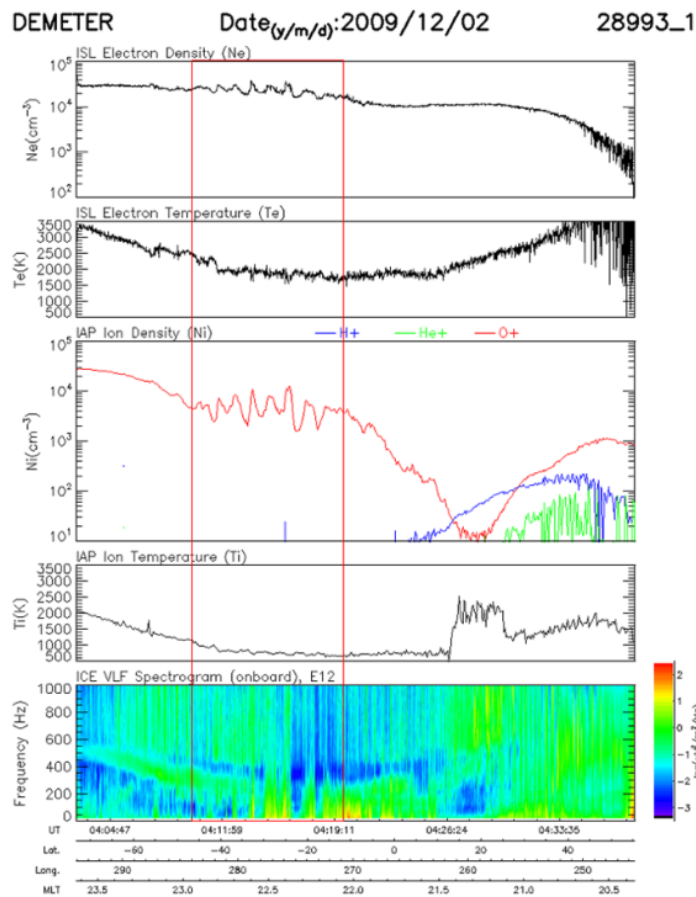 DEMETER Date(y/m/d):2009/12/02 28993_1
ISL Electron Density (Ne)
10^5
10^4
10^3
10^2
Ne(cm^-3)
ISL Electron Temperature (Te)
3500
3000
2500
2000
1500
1000
500
Te(K)
IAP Ion Density (Ni) H+ He+ O+
10^5
10^4
10^3
10^2
10^1
Ni(cm^-3)
IAP Ion Temperature (Ti)
3500
3000
2500
2000
1500
1000
500
Ti(K)
ICE VLF Spectrogram (onboard), E12
1000
800
600
400
200
0
Frequency (Hz)
2
1
0
-1
-2
-3
UT 04:04:47 04:11:59 04:19:11 04:26:24 04:33:35
Lat. -60 -40 -20 0 20 40
Long. 290 280 270 260 250
MLT 23.5 23.0 22.5 22.0 21.5 21.0 20.5